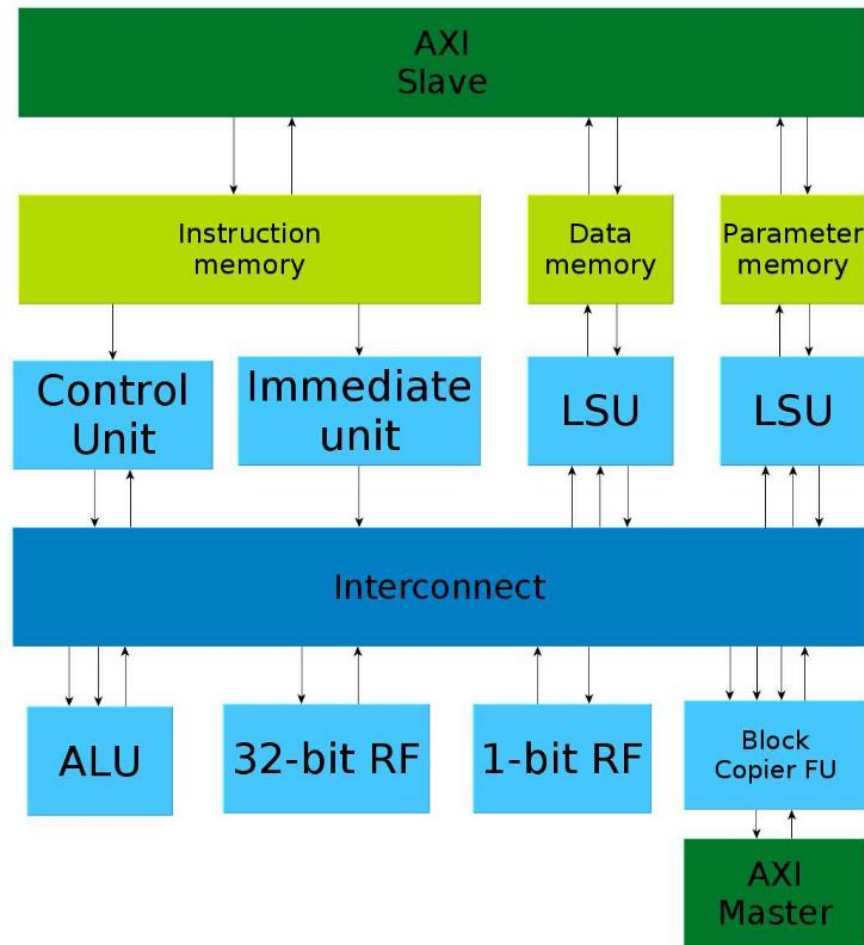 AXI
Slave
Instruction
memory
Data
memory
Parameter
memory
Control
Unit
Immediate
unit
LSU
LSU
Interconnect
ALU
32-bit RF
1-bit RF
Block
Copier FU
AXI
Master